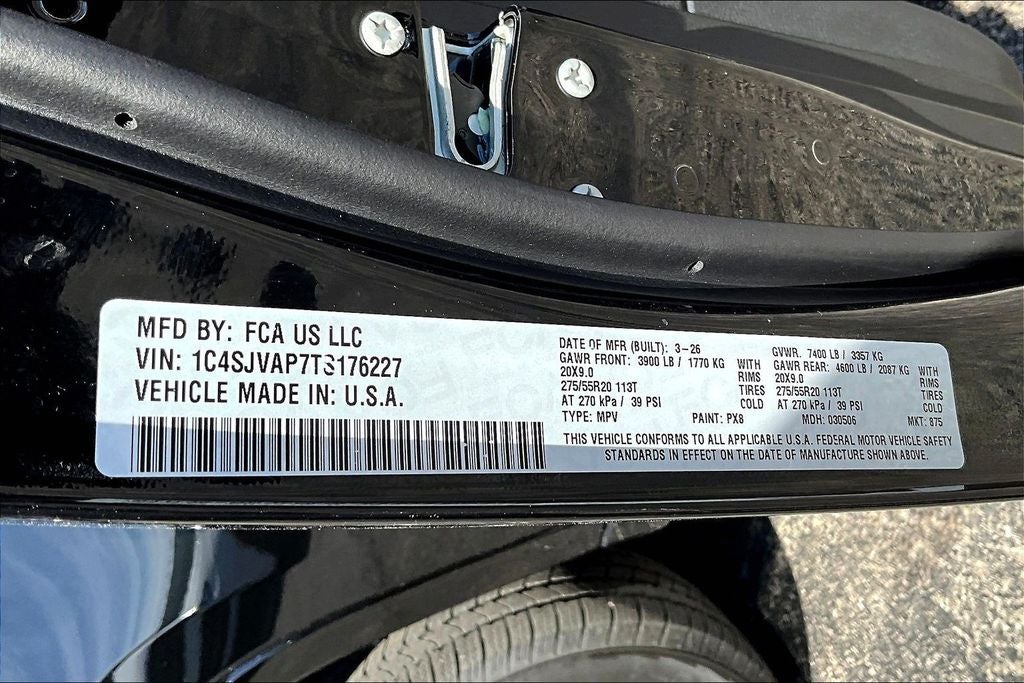 MFD BY: FCA US LLC
VIN: 1C4SJVAP7TS176227
VEHICLE MADE IN: U.S.A.
DATE OF MFR (BUILT): 3-26
GVWR. 7400 LB / 3357 KG
GAWR FRONT: 3900 LB / 1770 KG WITH
20X9.0 RIMS
275/55R20 113T TIRES
AT 270 kPa / 39 PSI COLD
GAWR REAR: 4600 LB / 2087 KG WITH
20X9.0 RIMS
275/55R20 113T TIRES
AT 270 kPa / 39 PSI COLD
TYPE: MPV PAINT: PX8 MDH: 030506 MKT: 875
THIS VEHICLE CONFORMS TO ALL APPLICABLE U.S.A. FEDERAL MOTOR VEHICLE SAFETY
STANDARDS IN EFFECT ON THE DATE OF MANUFACTURE SHOWN ABOVE.